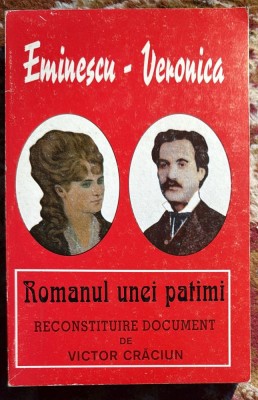 Eminescu - Veronica
Romanul unei patimi
RECONSTITUIRE DOCUMENT
DE
VICTOR CRĂCIUN